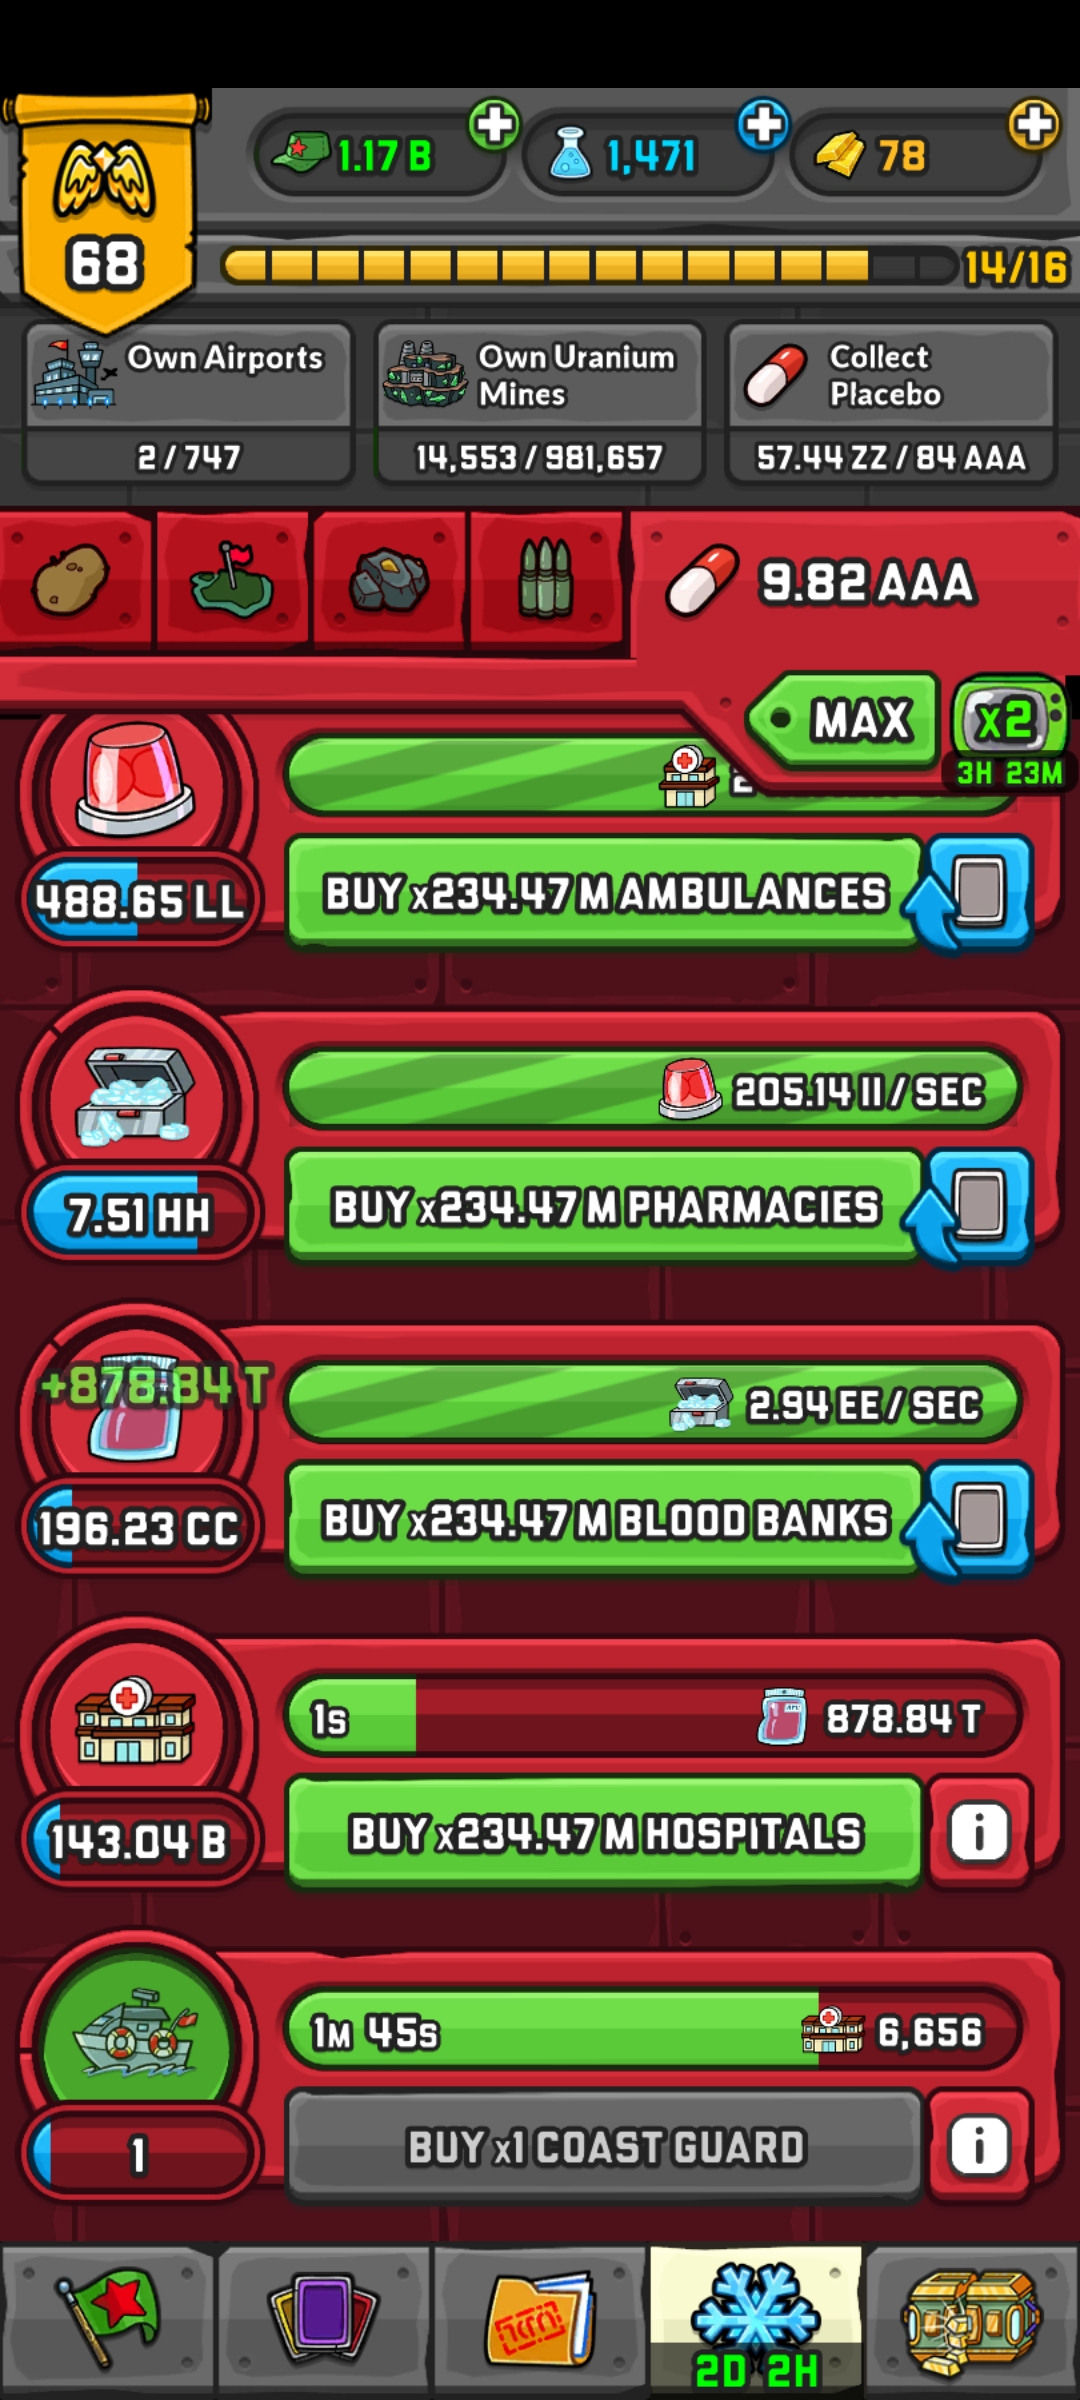 1.17 B
1,471
78
68
14/16
Own Airports
2 / 747
Own Uranium
Mines
14,553 / 981,657
Collect
Placebo
57.44 ZZ / 84 AAA
9.82 AAA
MAX
x2
3H 23M
488.65 LL
BUY x234.47 M AMBULANCES
205.14 II / SEC
7.51 HH
BUY x234.47 M PHARMACIES
+878.84 T
2.94 EE / SEC
196.23 CC
BUY x234.47 M BLOOD BANKS
1s
878.84 T
143.04 B
BUY x234.47 M HOSPITALS
i
1M 45s
6,656
1
BUY x1 COAST GUARD
i
2D 2H